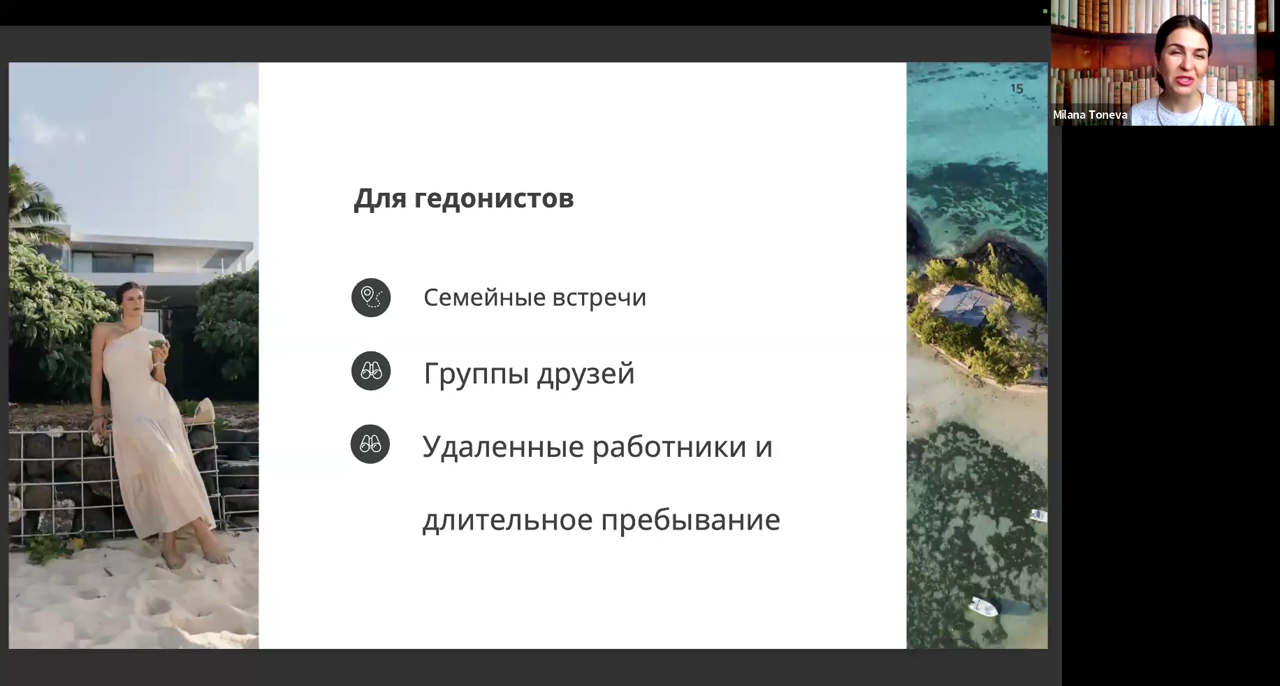 15
Milana Toneva
Для гедонистов
Семейные встречи
Группы друзей
Удаленные работники и
длительное пребывание